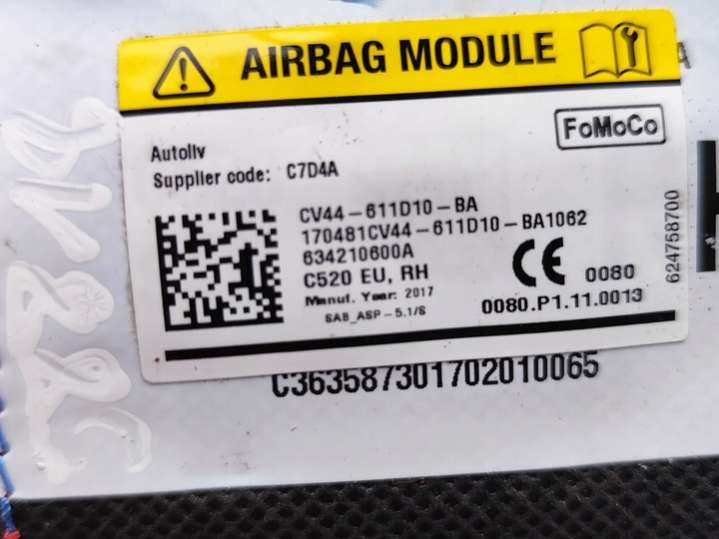 AIRBAG MODULE
FoMoCo
Autoliv
Supplier code: C7D4A
CV44-611D10-BA
170481CV44-611D10-BA1062
634210600A
C520 EU, RH
Manuf. Year: 2017
SAB_ASP-5.1/S
CE 0080
0080.P1.11.0013
624758700
C363587301702010065